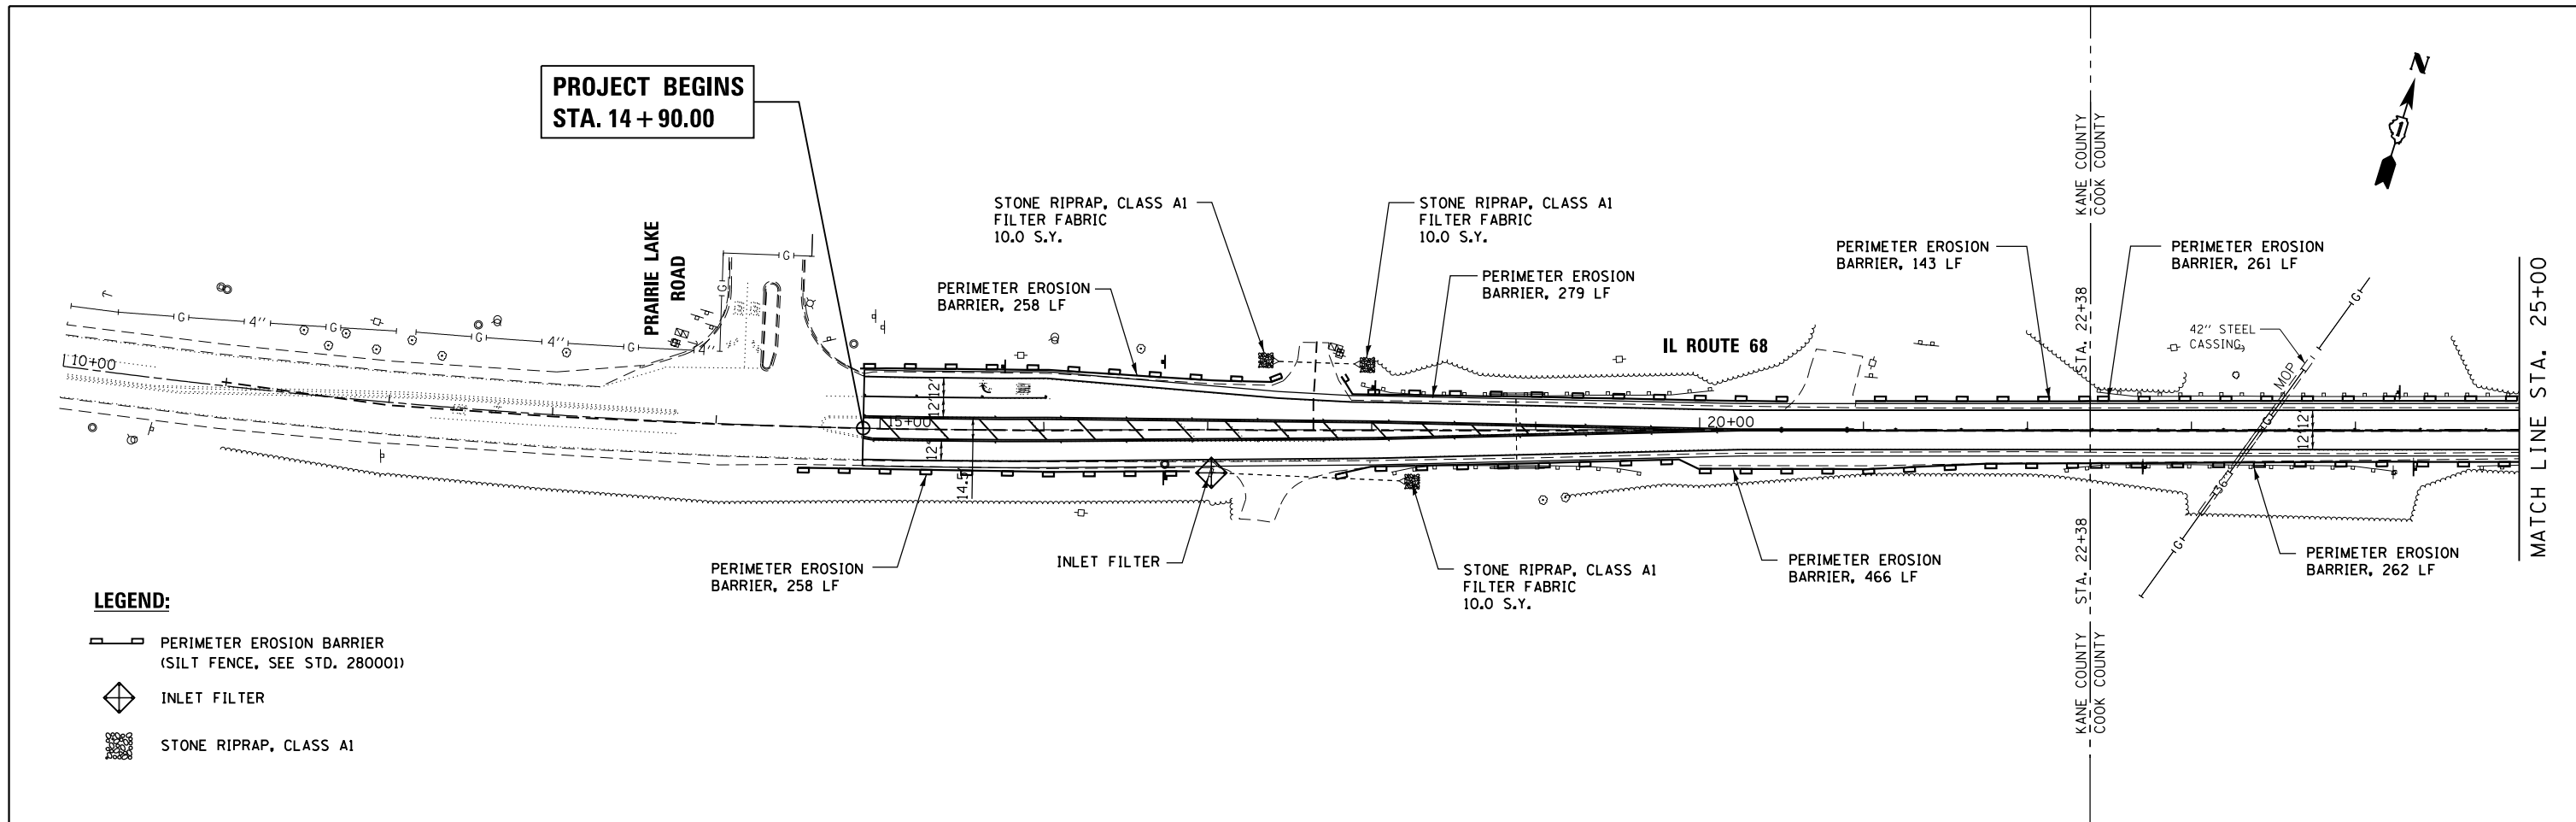 PROJECT BEGINS
STA. 14+90.00
N
STONE RIPRAP, CLASS A1
FILTER FABRIC
10.0 S.Y.
STONE RIPRAP, CLASS A1
FILTER FABRIC
10.0 S.Y.
PERIMETER EROSION
BARRIER, 258 LF
PERIMETER EROSION
BARRIER, 279 LF
PERIMETER EROSION
BARRIER, 143 LF
PERIMETER EROSION
BARRIER, 261 LF
KANE COUNTY
COOK COUNTY
STA. 22+38
PRAIRIE LAKE
ROAD
IL ROUTE 68
42" STEEL
CASING
MATCH LINE STA. 25+00
G
G
G
4"
G
G
4"
G
4"
10+00
15+00
20+00
12'
12'
12'
14.5'
12'
12'
G
MOP
G
36"
G
INLET FILTER
PERIMETER EROSION
BARRIER, 258 LF
STONE RIPRAP, CLASS A1
FILTER FABRIC
10.0 S.Y.
PERIMETER EROSION
BARRIER, 466 LF
PERIMETER EROSION
BARRIER, 262 LF
STA. 22+38
KANE COUNTY
COOK COUNTY
LEGEND:
PERIMETER EROSION BARRIER
(SILT FENCE, SEE STD. 280001)
INLET FILTER
STONE RIPRAP, CLASS A1